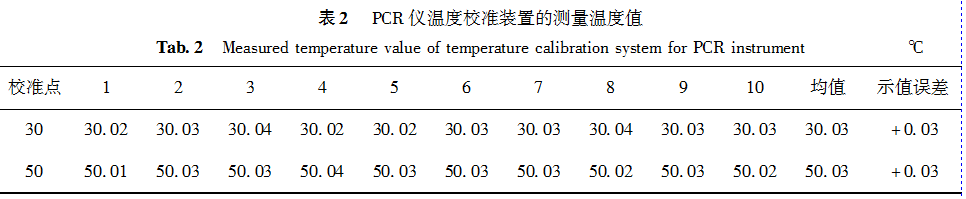 表 2 PCR 仪温度校准装置的测量温度值
Tab. 2 Measured temperature value of temperature calibration system for PCR instrument ℃
校准点 1 2 3 4 5 6 7 8 9 10 均值 示值误差
30 30.02 30.03 30.04 30.02 30.02 30.03 30.03 30.04 30.03 30.03 30.03 +0.03
50 50.01 50.03 50.03 50.04 50.03 50.03 50.03 50.02 50.03 50.02 50.03 +0.03